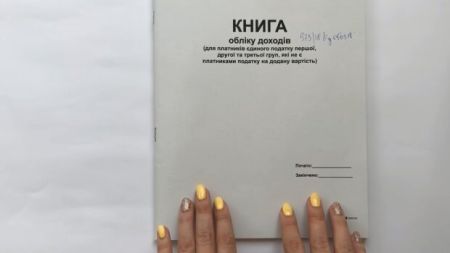 КНИГА
обліку доходів
(для платників єдиного податку першої,
другої та третьої груп, які не є
платниками податку на додану вартість)
Почато:
Закінчено: